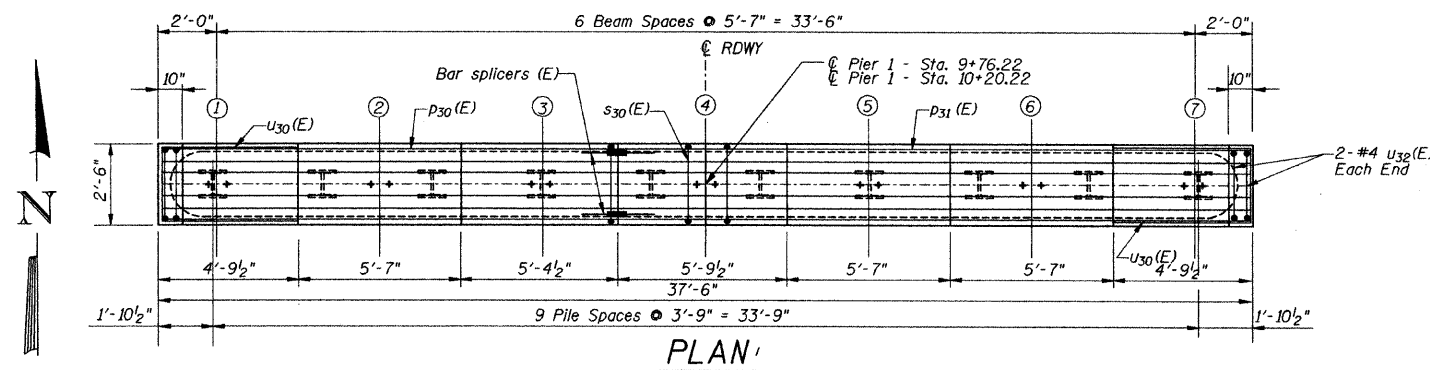 2'-0" 6 Beam Spaces @ 5'-7" = 33'-6" 2'-0"
℄ RDWY
Bar splicers (E) ℄ Pier 1 - Sta. 9+76.22
℄ Pier 1 - Sta. 10+20.22
10" 10"
1 2 3 4 5 6 7
u30(E) p30(E) s30(E) p31(E)
2'-6"
2-#4 u32(E)
Each End
N
u30(E)
4'-9½" 5'-7" 5'-4½" 5'-9½" 5'-7" 5'-7" 4'-9½"
37'-6"
1'-10½" 9 Pile Spaces @ 3'-9" = 33'-9" 1'-10½"
PLAN